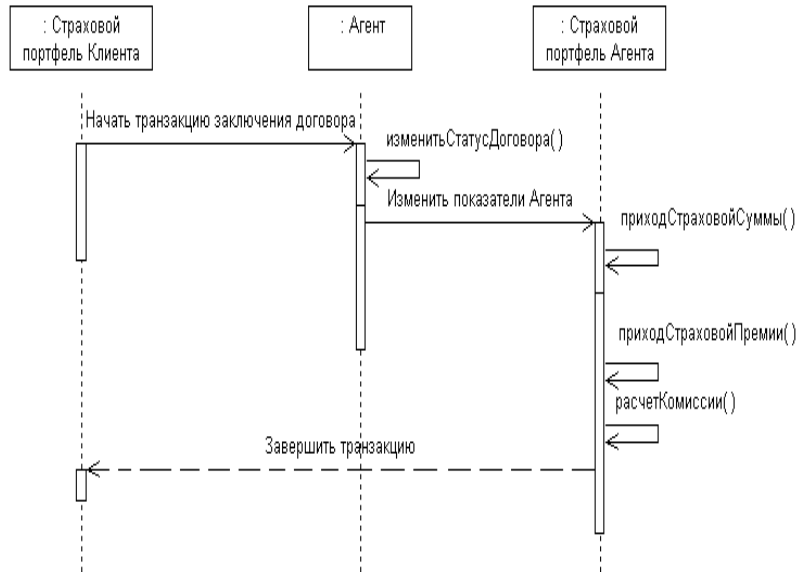 : Страховой
портфель Клиента
: Агент
: Страховой
портфель Агента
Начать транзакцию заключения договора
изменитьСтатусДоговора( )
Изменить показатели Агента
приходСтраховойСуммы( )
приходСтраховойПремии( )
расчетКомиссии( )
Завершить транзакцию